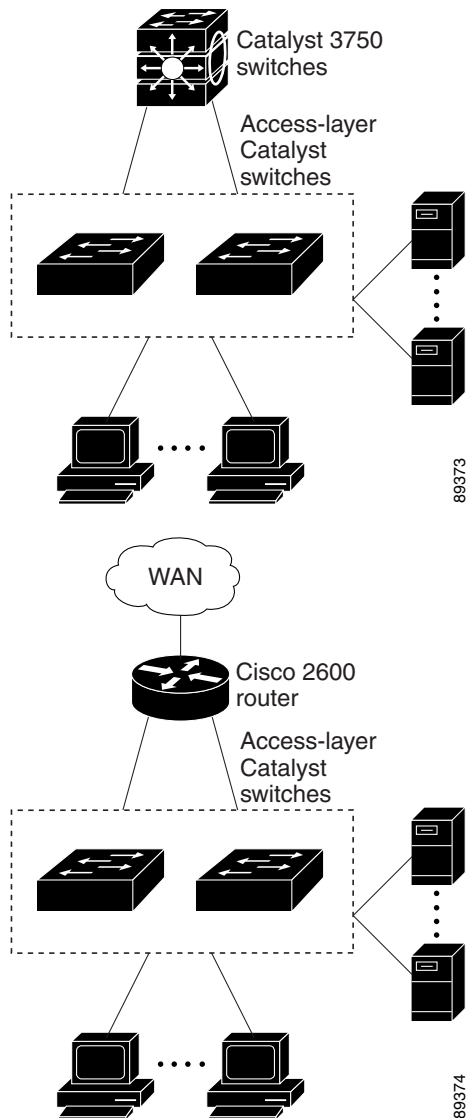 Catalyst 3750
switches
Access-layer
Catalyst
switches
89373
WAN
Cisco 2600
router
Access-layer
Catalyst
switches
89374